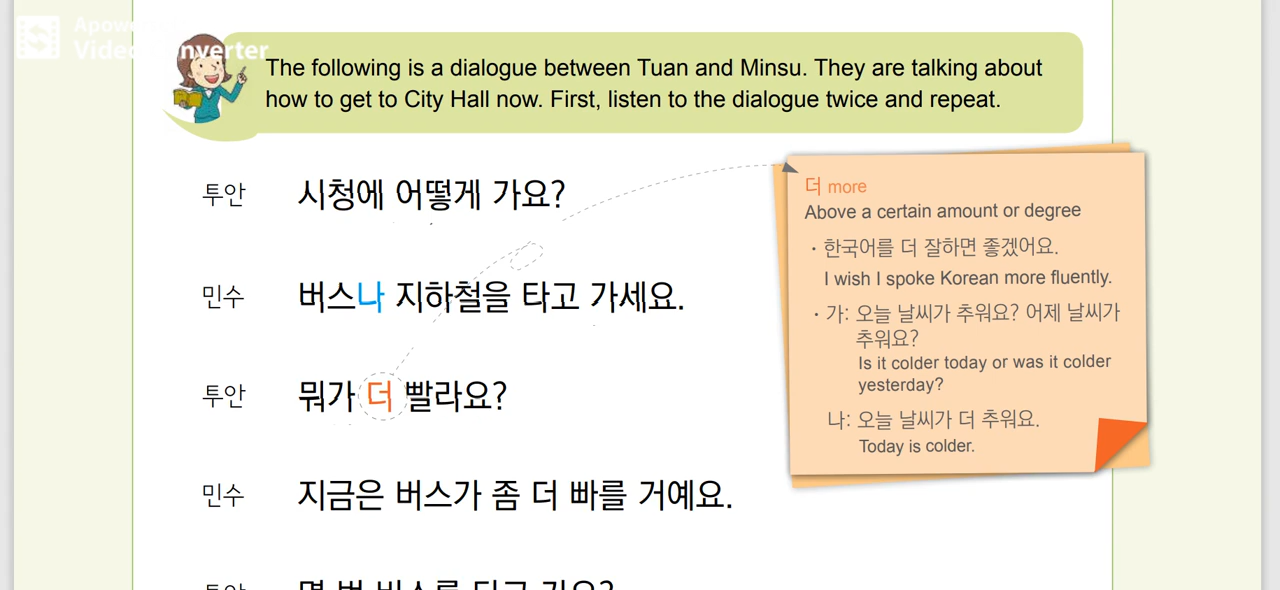 Apowe
Video Converter
The following is a dialogue between Tuan and Minsu. They are talking about
how to get to City Hall now. First, listen to the dialogue twice and repeat.
투안 시청에 어떻게 가요?
민수 버스나 지하철을 타고 가세요.
투안 뭐가 더 빨라요?
민수 지금은 버스가 좀 더 빠를 거예요.
더 more
Above a certain amount or degree
· 한국어를 더 잘하면 좋겠어요.
I wish I spoke Korean more fluently.
· 가: 오늘 날씨가 추워요? 어제 날씨가
추워요?
Is it colder today or was it colder
yesterday?
나: 오늘 날씨가 더 추워요.
Today is colder.